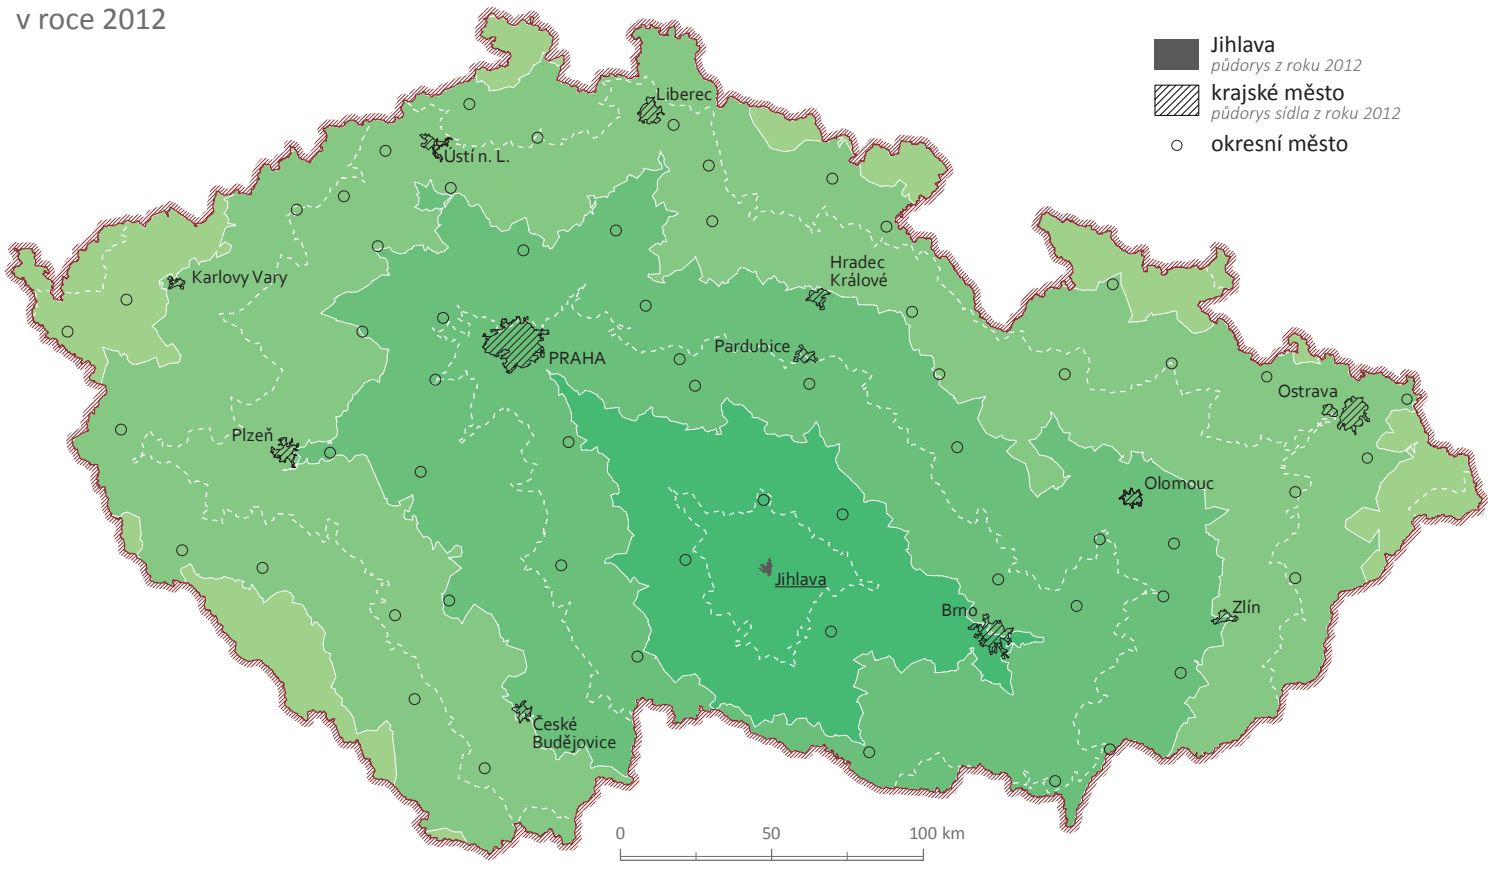 v roce 2012
Jihlava
půdorys z roku 2012
krajské město
půdorys sídla z roku 2012
okresní město
Liberec
Ústí n. L.
Karlovy Vary
Hradec
Králové
PRAHA
Pardubice
Ostrava
Plzeň
Olomouc
Jihlava
Brno
Zlín
České
Budějovice
0 50 100 km